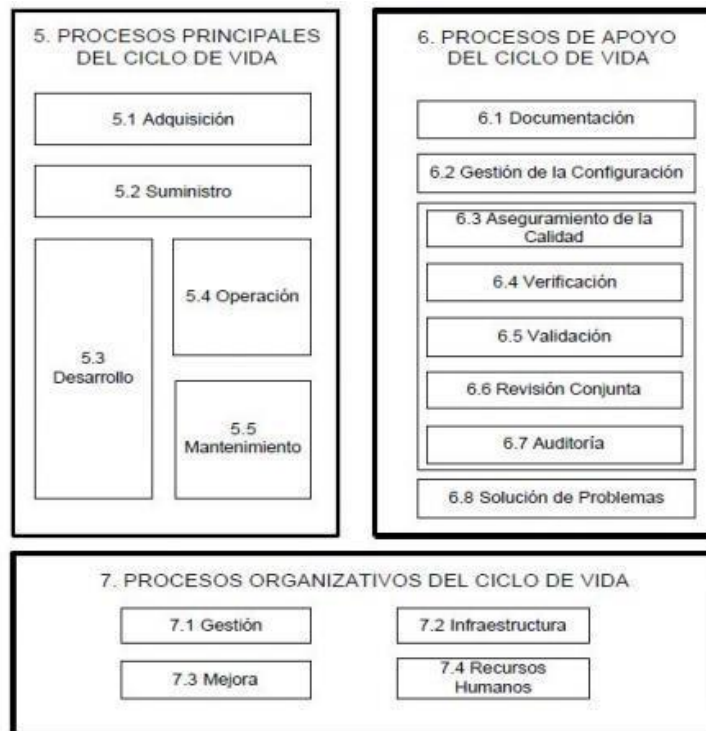 5. PROCESOS PRINCIPALES
DEL CICLO DE VIDA
5.1 Adquisición
5.2 Suministro
5.3
Desarrollo
5.4 Operación
5.5
Mantenimiento
6. PROCESOS DE APOYO
DEL CICLO DE VIDA
6.1 Documentación
6.2 Gestión de la Configuración
6.3 Aseguramiento de la
Calidad
6.4 Verificación
6.5 Validación
6.6 Revisión Conjunta
6.7 Auditoría
6.8 Solución de Problemas
7. PROCESOS ORGANIZATIVOS DEL CICLO DE VIDA
7.1 Gestión
7.2 Infraestructura
7.3 Mejora
7.4 Recursos
Humanos